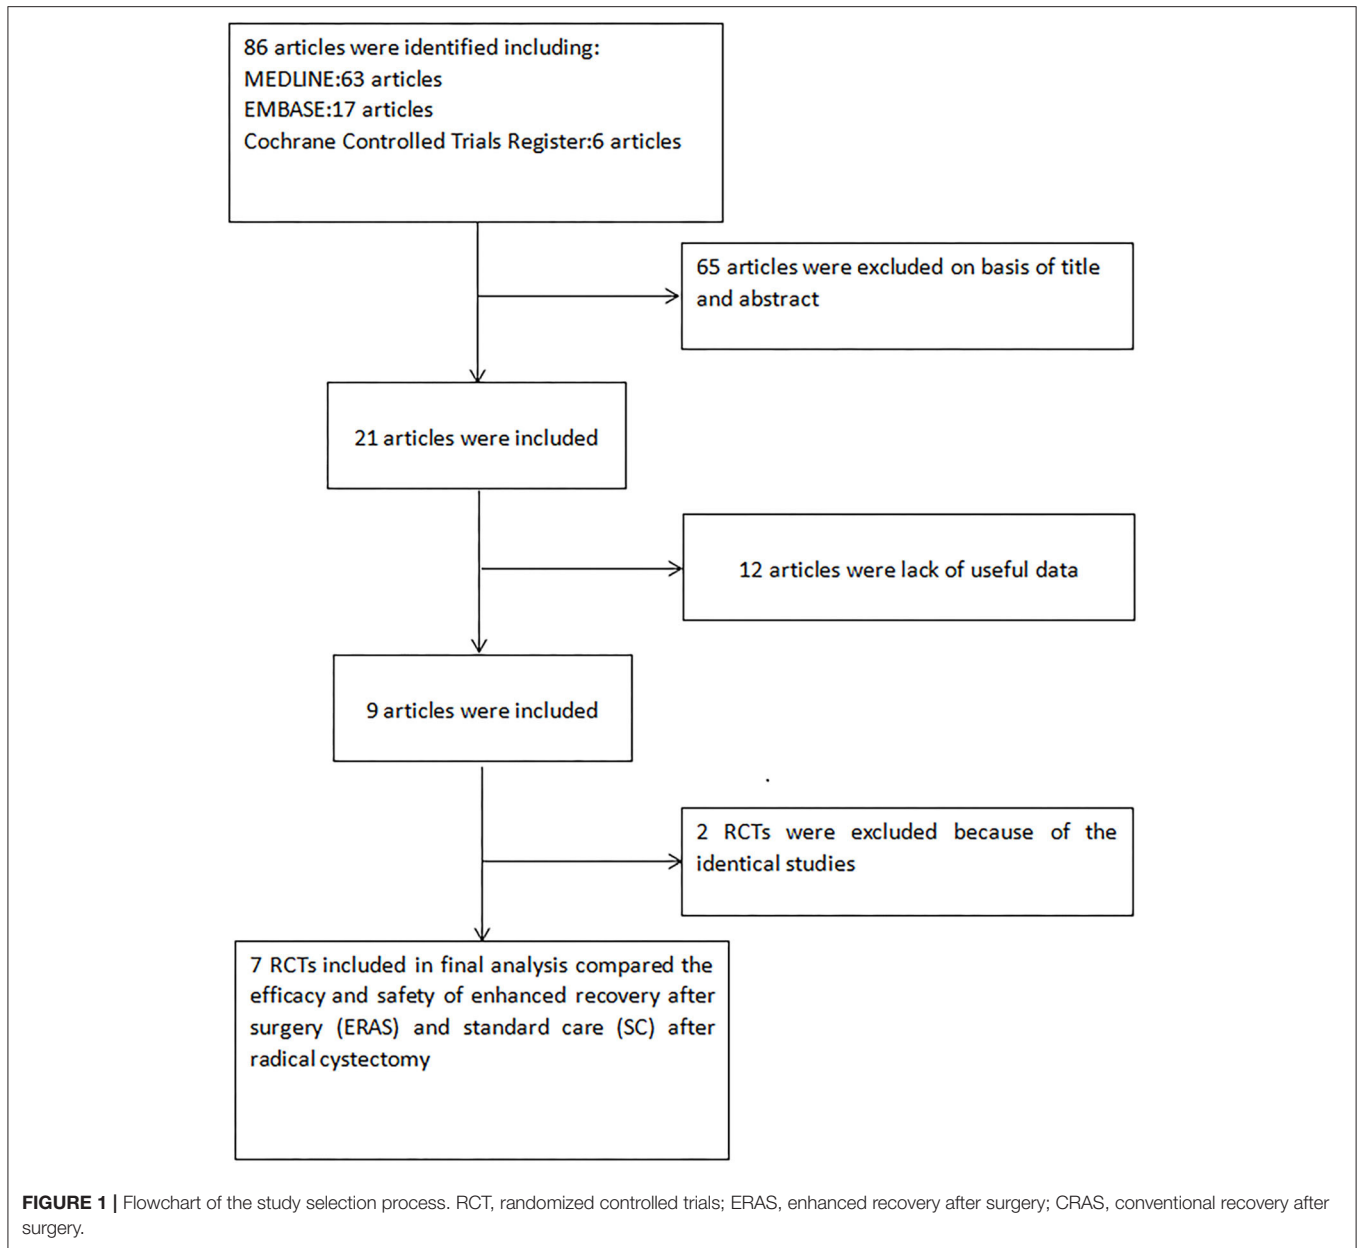 86 articles were identified including:
MEDLINE:63 articles
EMBASE:17 articles
Cochrane Controlled Trials Register:6 articles
65 articles were excluded on basis of title
and abstract
21 articles were included
12 articles were lack of useful data
9 articles were included
2 RCTs were excluded because of the
identical studies
7 RCTs included in final analysis compared the
efficacy and safety of enhanced recovery after
surgery (ERAS) and standard care (SC) after
radical cystectomy
FIGURE 1 | Flowchart of the study selection process. RCT, randomized controlled trials; ERAS, enhanced recovery after surgery; CRAS, conventional recovery after
surgery.